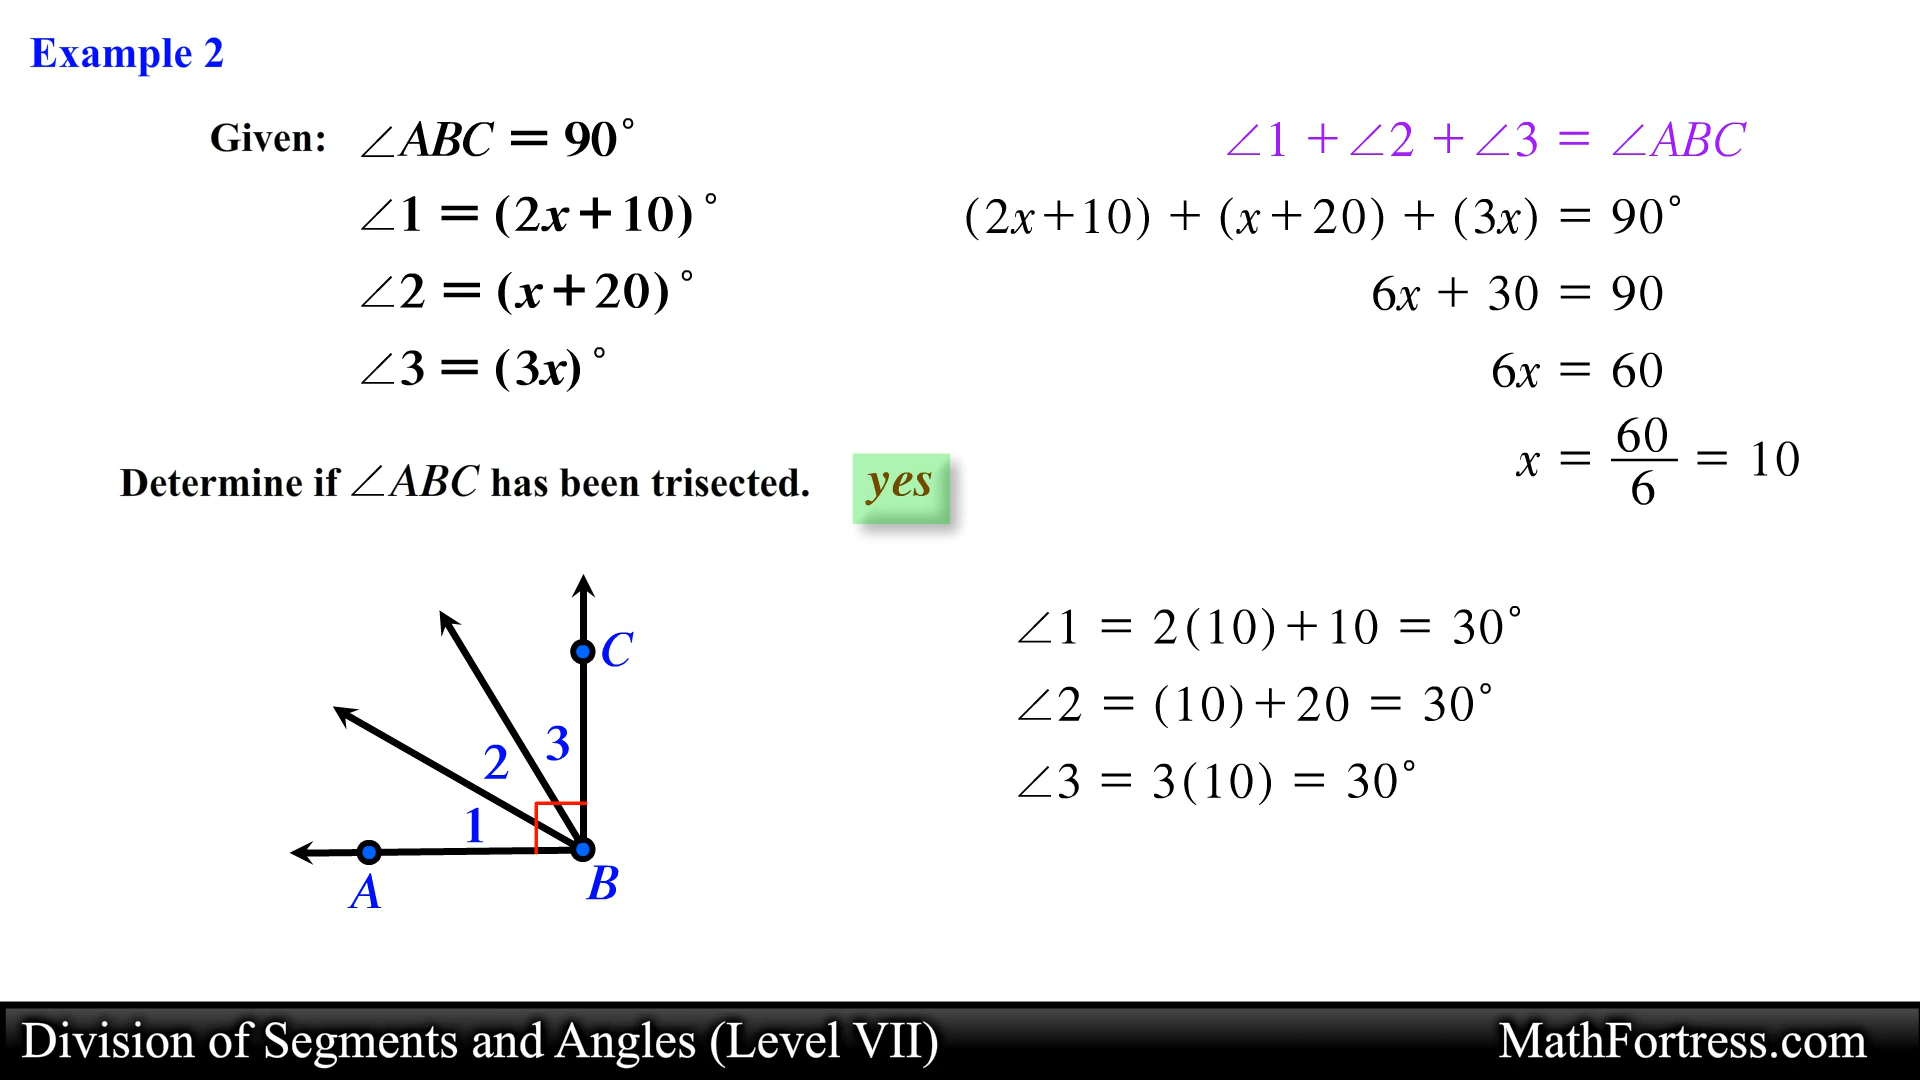 Example 2
Given: ∠ABC = 90°
∠1 = (2x+10)°
∠2 = (x+20)°
∠3 = (3x)°
Determine if ∠ABC has been trisected. yes
∠1 + ∠2 + ∠3 = ∠ABC
(2x+10) + (x+20) + (3x) = 90°
6x + 30 = 90
6x = 60
x = 60/6 = 10
C
3
2
1
A
B
∠1 = 2(10)+10 = 30°
∠2 = (10)+20 = 30°
∠3 = 3(10) = 30°
Division of Segments and Angles (Level VII)
MathFortress.com